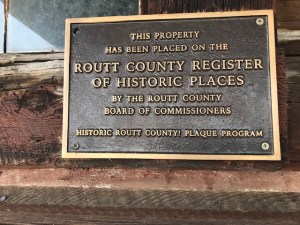 THIS PROPERTY
HAS BEEN PLACED ON THE
ROUTT COUNTY REGISTER
OF HISTORIC PLACES
BY THE ROUTT COUNTY
BOARD OF COMMISSIONERS
HISTORIC ROUTT COUNTY! PLAQUE PROGRAM